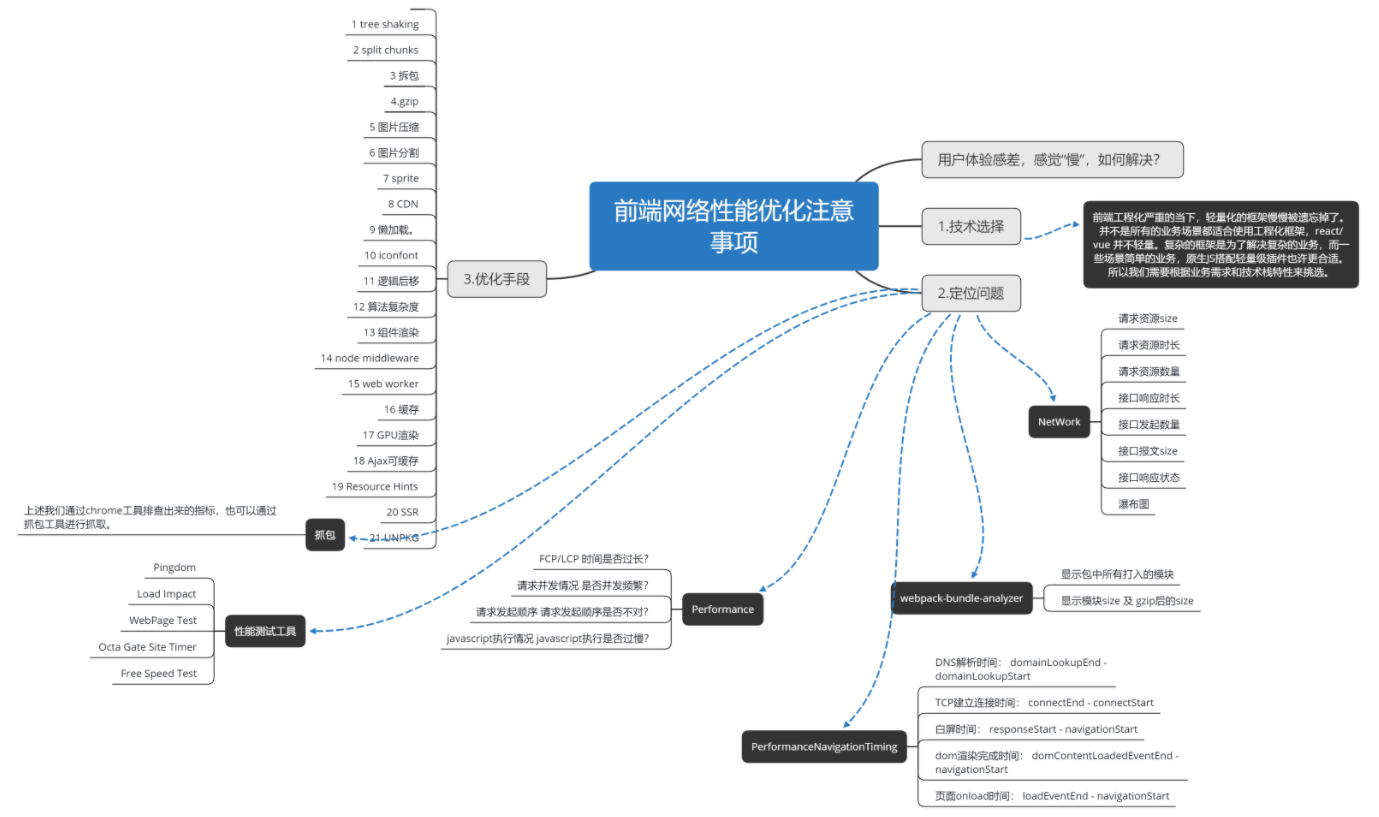 前端网络性能优化注意
事项
用户体验感差，感觉“慢”，如何解决？
1.技术选择
前端工程化严重的当下，轻量化的框架慢慢被遗忘掉了。
并不是所有的业务场景都适合使用工程化框架，react/
vue 并不轻量。复杂的框架是为了解决复杂的业务，而一
些场景简单的业务，原生JS搭配轻量级插件也许更合适。
所以我们需要根据业务需求和技术栈特性来挑选。
2.定位问题
NetWork
请求资源size
请求资源时长
请求资源数量
接口响应时长
接口发起数量
接口报文size
接口响应状态
瀑布图
webpack-bundle-analyzer
显示包中所有打入的模块
显示模块size 及 gzip后的size
PerformanceNavigationTiming
DNS解析时间： domainLookupEnd -
domainLookupStart
TCP建立连接时间： connectEnd - connectStart
白屏时间： responseStart - navigationStart
dom渲染完成时间： domContentLoadedEventEnd -
navigationStart
页面onload时间： loadEventEnd - navigationStart
Performance
FCP/LCP 时间是否过长？
请求并发情况 是否并发频繁？
请求发起顺序 请求发起顺序是否不对？
javascript执行情况 javascript执行是否过慢？
性能测试工具
Pingdom
Load Impact
WebPage Test
Octa Gate Site Timer
Free Speed Test
抓包
上述我们通过chrome工具排查出来的指标，也可以通过
抓包工具进行抓取。
3.优化手段
1 tree shaking
2 split chunks
3 拆包
4.gzip
5 图片压缩
6 图片分割
7 sprite
8 CDN
9 懒加载。
10 iconfont
11 逻辑后移
12 算法复杂度
13 组件渲染
14 node middleware
15 web worker
16 缓存
17 GPU渲染
18 Ajax可缓存
19 Resource Hints
20 SSR
21 UNPKG